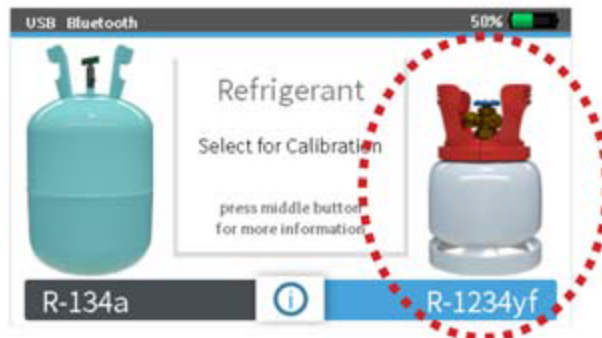 USB Bluetooth 50%
Refrigerant
Select for Calibration
press middle button
for more information
R-134a
R-1234yf